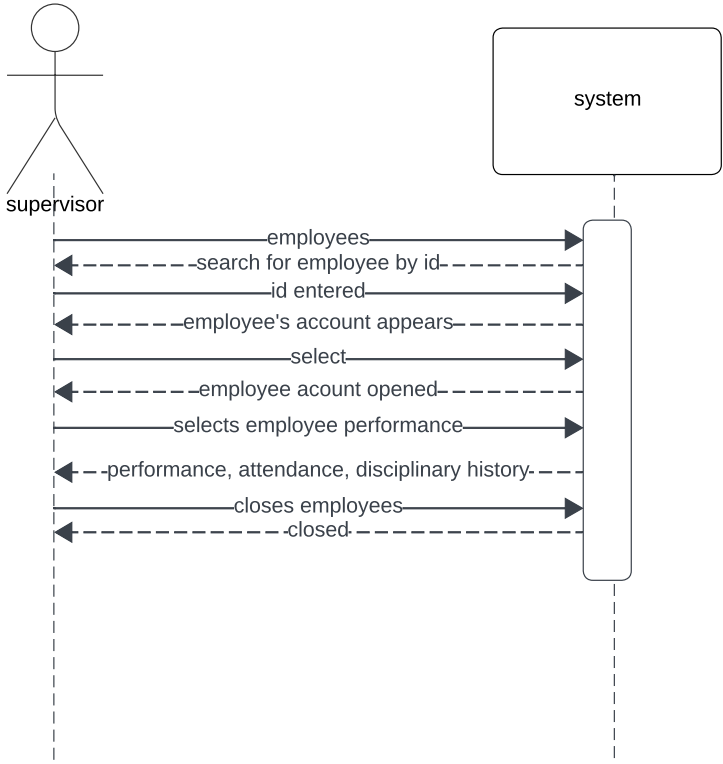 system
supervisor
employees
search for employee by id
id entered
employee's account appears
select
employee acount opened
selects employee performance
performance, attendance, disciplinary history
closes employees
closed